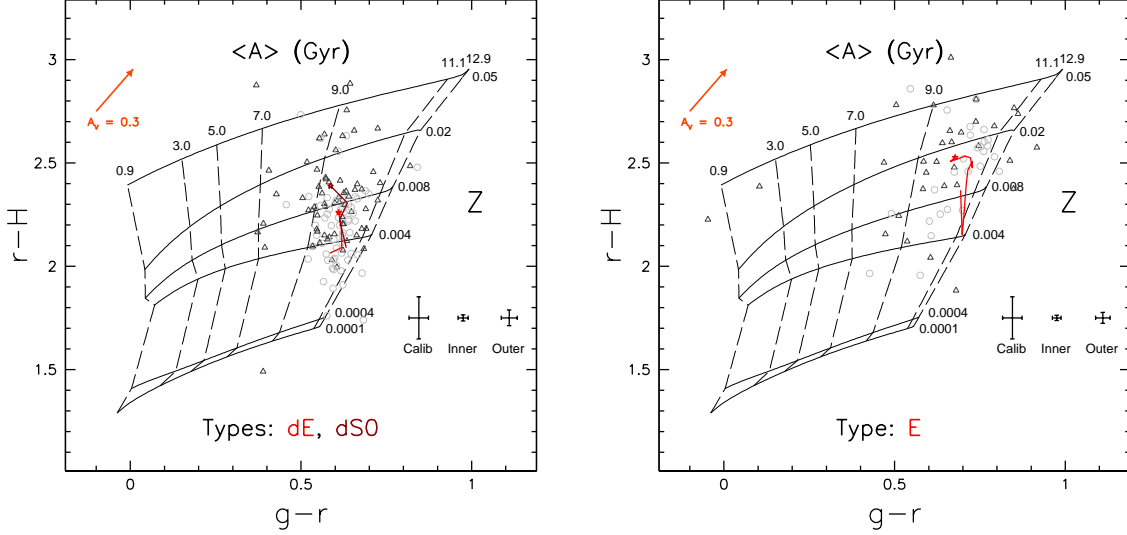 <A> (Gyr)
12.9
11.1
0.05
9.0
7.0
5.0
3.0
0.9
0.02
0.008
0.004
0.0004
0.0001
A_V = 0.3
Z
Calib Inner Outer
Types: dE, dS0
r-H
3
2.5
2
1.5
0 0.5 1
g-r
<A> (Gyr)
12.9
11.1
0.05
9.0
7.0
5.0
3.0
0.9
0.02
0.008
0.004
0.0004
0.0001
A_V = 0.3
Z
Calib Inner Outer
Type: E
r-H
3
2.5
2
1.5
0 0.5 1
g-r